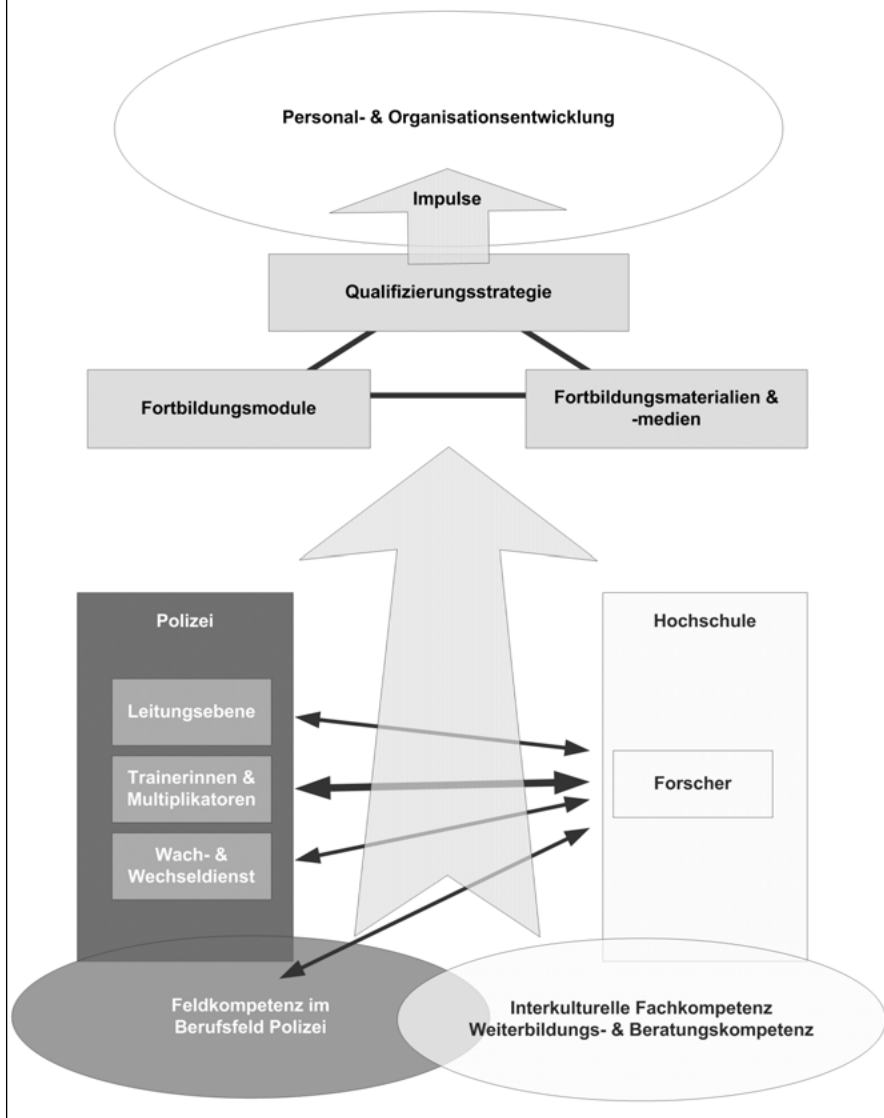 Personal- & Organisationsentwicklung
Impulse
Qualifizierungsstrategie
Fortbildungsmodule
Fortbildungsmaterialien &
-medien
Polizei
Hochschule
Leitungsebene
Trainerinnen &
Multiplikatoren
Forscher
Wach- &
Wechseldienst
Feldkompetenz im
Berufsfeld Polizei
Interkulturelle Fachkompetenz
Weiterbildungs- & Beratungskompetenz